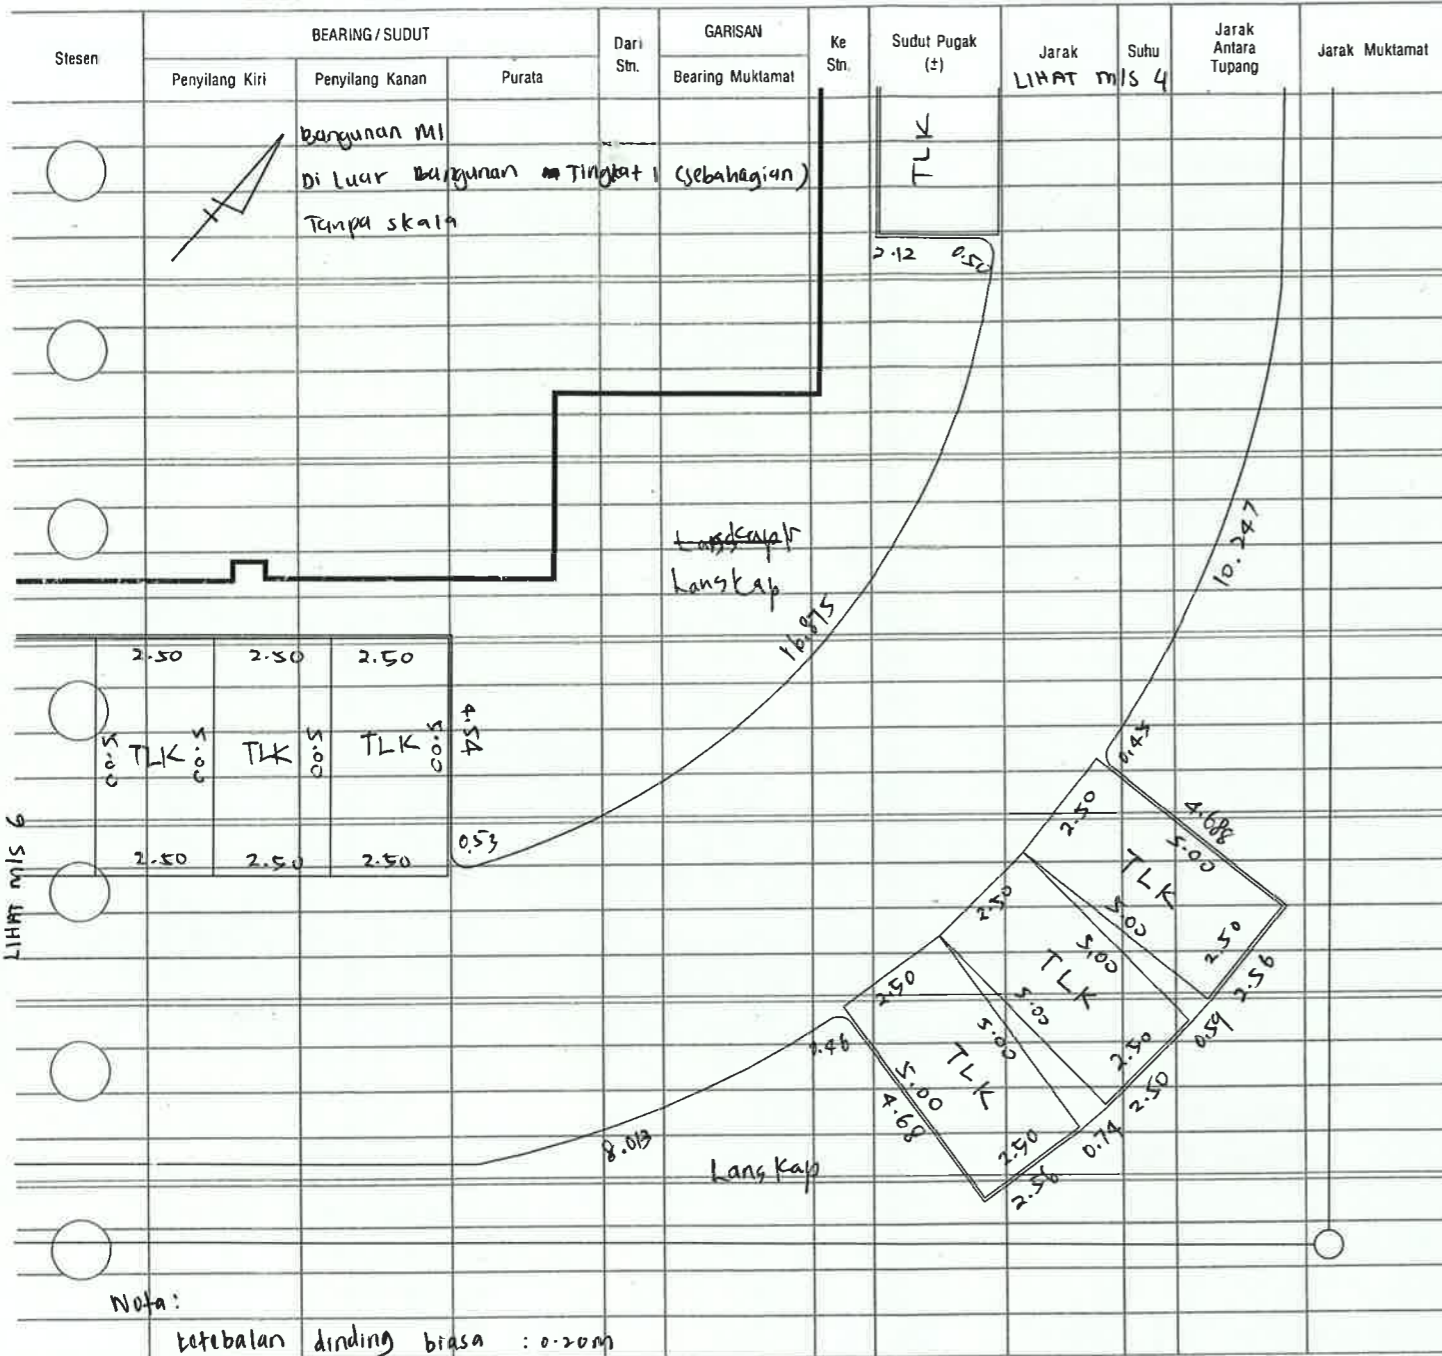 Stesen
BEARING / SUDUT
Penyilang Kiri
Penyilang Kanan
Purata
Dari Stn.
GARISAN
Bearing Muktamat
Ke Stn.
Sudut Pugak (±)
Jarak
Suhu
Jarak Antara Tupang
Jarak Muktamat
LIHAT m/s 4
Bangunan M1
Di Luar Bangunan Tingkat 1 (sebahagian)
Tanpa skala
TLK
2.12
0.50
Lanskap
16.875
10.247
2.50
2.50
2.50
5.00
TLK
5.00
TLK
5.00
TLK
5.00
4.54
2.50
2.50
2.50
0.53
LIHAT m/s 6
0.45
2.50
4.688
5.00
TLK
5.00
2.50
2.56
2.50
5.00
TLK
5.00
2.50
0.59
2.50
2.50
5.00
TLK
5.00
4.68
2.50
0.74
2.56
0.46
8.013
Lanskap
Nota:
ketebalan dinding biasa : 0.20m